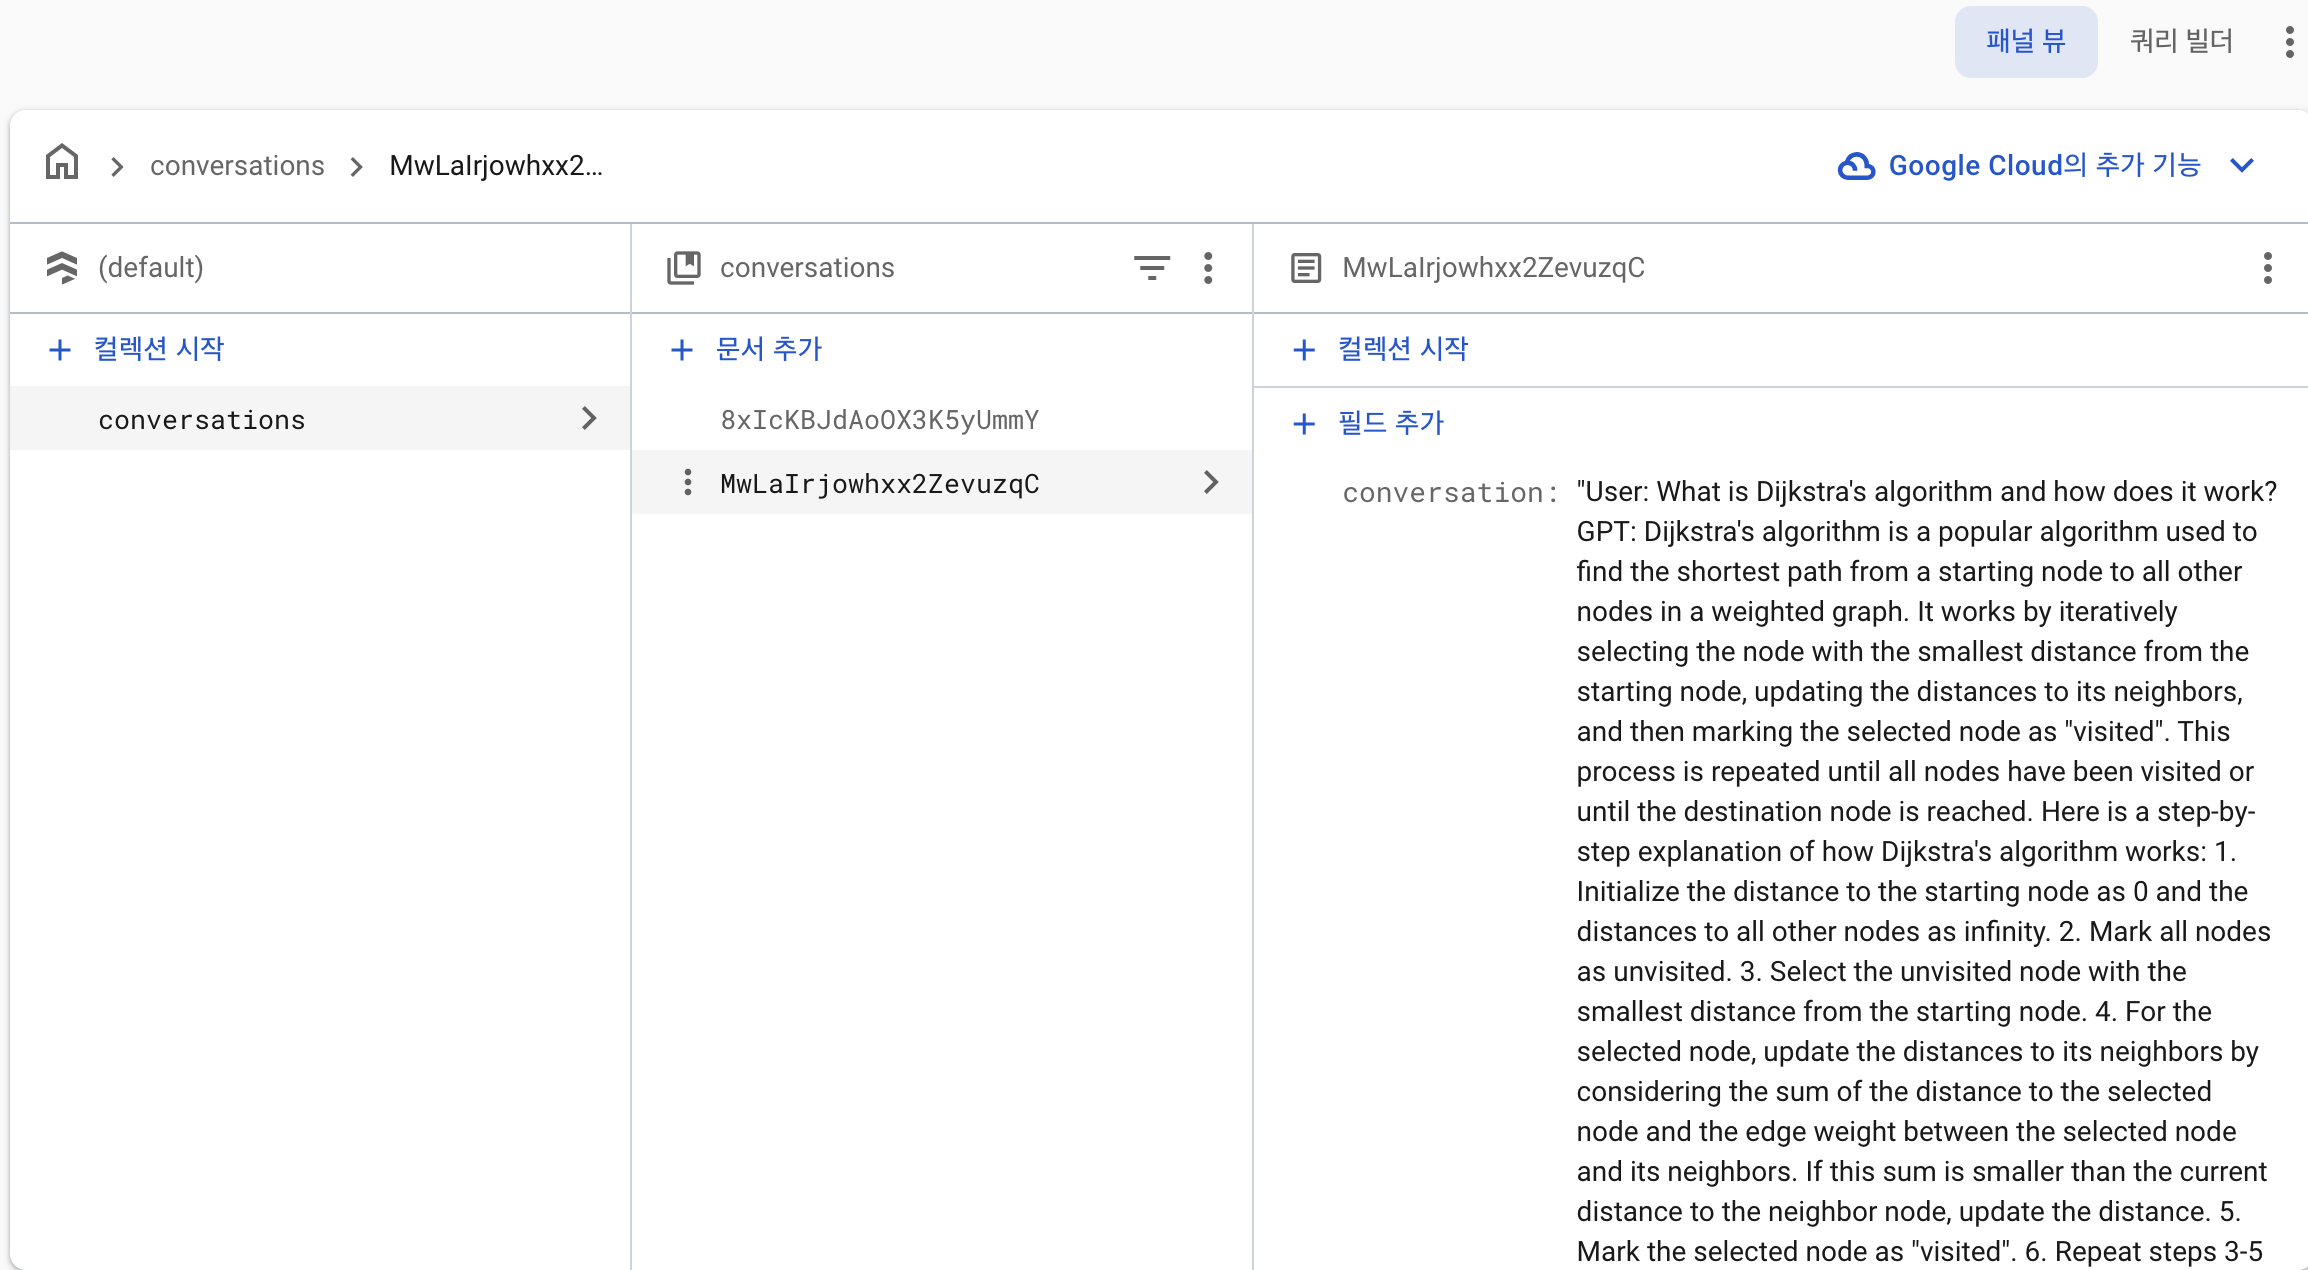 패널 뷰
쿼리 빌더
conversations
MwLaIrjowhxx2…
Google Cloud의 추가 기능
(default)
컬렉션 시작
conversations
conversations
문서 추가
8xIcKBJdAoOX3K5yUmmY
MwLaIrjowhxx2ZevuzqC
MwLaIrjowhxx2ZevuzqC
컬렉션 시작
필드 추가
conversation: "User: What is Dijkstra's algorithm and how does it work?
GPT: Dijkstra's algorithm is a popular algorithm used to
find the shortest path from a starting node to all other
nodes in a weighted graph. It works by iteratively
selecting the node with the smallest distance from the
starting node, updating the distances to its neighbors,
and then marking the selected node as "visited". This
process is repeated until all nodes have been visited or
until the destination node is reached. Here is a step-by-
step explanation of how Dijkstra's algorithm works: 1.
Initialize the distance to the starting node as 0 and the
distances to all other nodes as infinity. 2. Mark all nodes
as unvisited. 3. Select the unvisited node with the
smallest distance from the starting node. 4. For the
selected node, update the distances to its neighbors by
considering the sum of the distance to the selected
node and the edge weight between the selected node
and its neighbors. If this sum is smaller than the current
distance to the neighbor node, update the distance. 5.
Mark the selected node as "visited". 6. Repeat steps 3-5